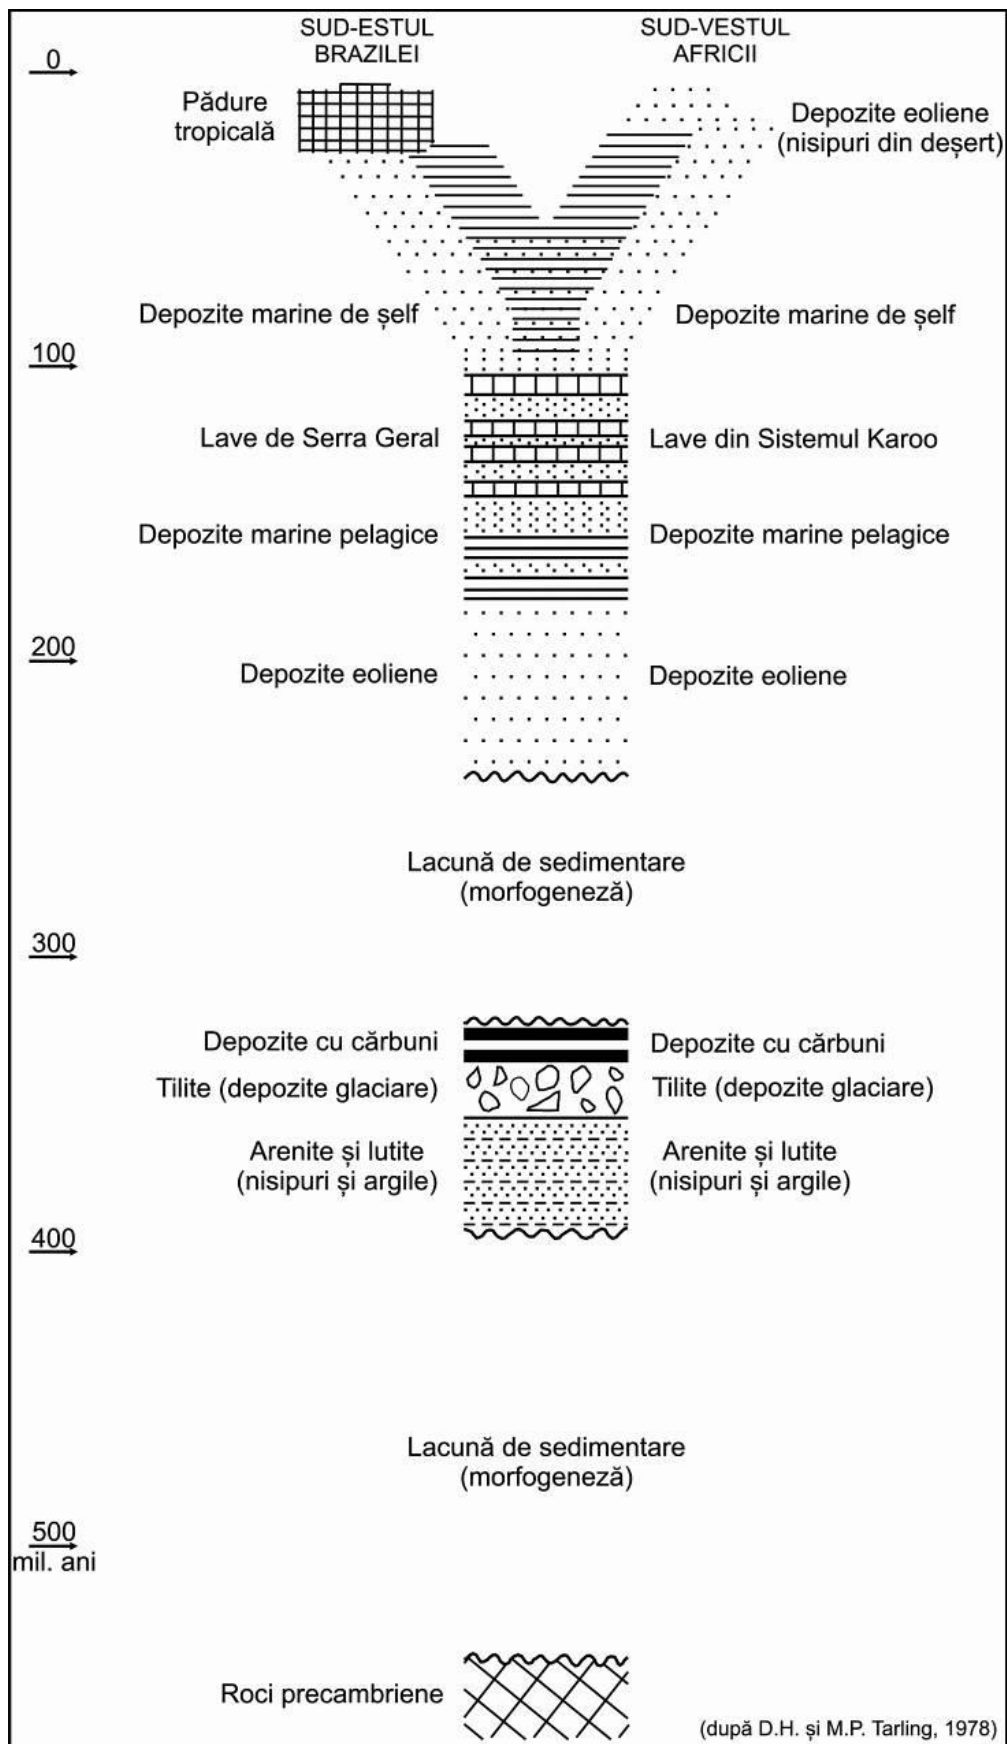 SUD-ESTUL
BRAZILEI
SUD-VESTUL
AFRICII
0
Pădure
tropicală
Depozite eoliene
(nisipuri din deșert)
Depozite marine de șelf
Depozite marine de șelf
100
Lave de Serra Geral
Lave din Sistemul Karoo
Depozite marine pelagice
Depozite marine pelagice
200
Depozite eoliene
Depozite eoliene
Lacună de sedimentare
(morfogeneză)
300
Depozite cu cărbuni
Depozite cu cărbuni
Tilite (depozite glaciare)
Tilite (depozite glaciare)
Arenite și lutite
(nisipuri și argile)
Arenite și lutite
(nisipuri și argile)
400
Lacună de sedimentare
(morfogeneză)
500
mil. ani
Roci precambriene
(după D.H. și M.P. Tarling, 1978)